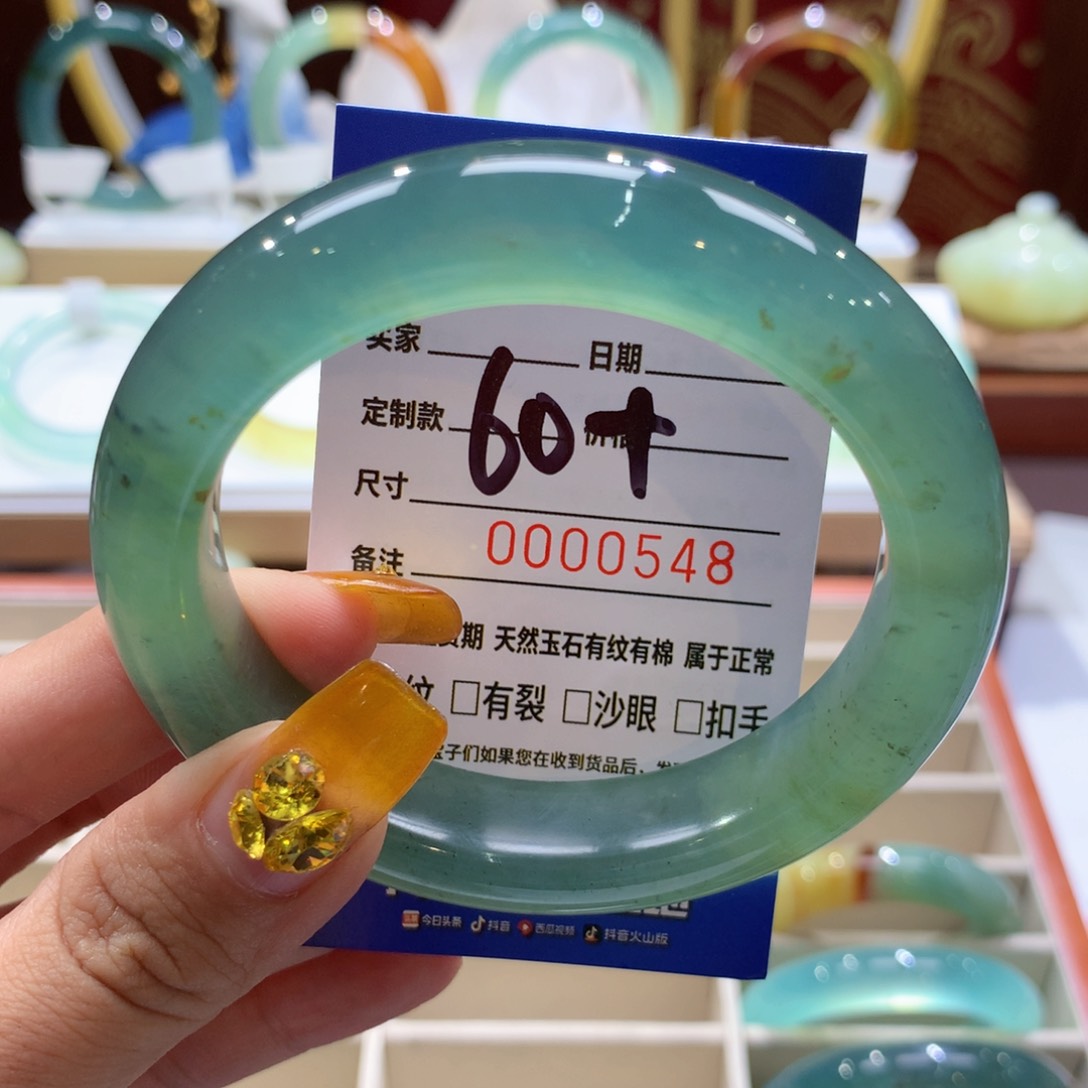 卖家 日期
定制款 60+ 价格
尺寸
0000548
备注
期 天然玉石有纹有棉 属于正常
纹 □有裂 □沙眼 □扣手
子们如果您在收到货品后，
今日头条 抖音 西瓜视频 抖音火山版